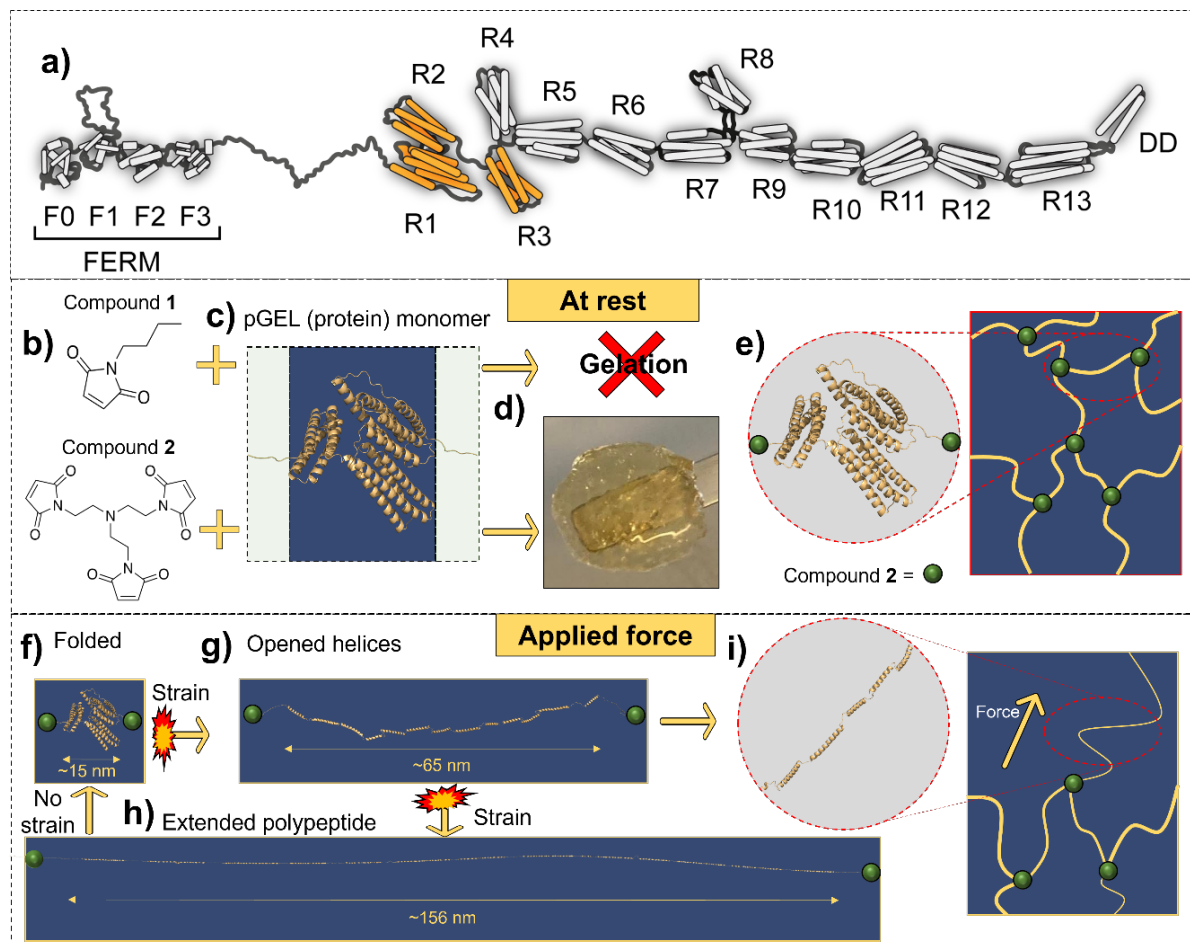 a)
R4
R2
R8
R5
R6
DD
F0 F1 F2 F3
FERM
R1
R3
R7
R9
R10
R11
R12
R13
Compound 1
b)
N
O
O
c)
pGEL (protein) monomer
At rest
Gelation
d)
e)
Compound 2
O
O
N
N
O
O
N
O
N
O
Compound 2 =
f)
Folded
~15 nm
Strain
g)
Opened helices
~65 nm
Applied force
i)
Force
No
strain
h)
Extended polypeptide
Strain
~156 nm